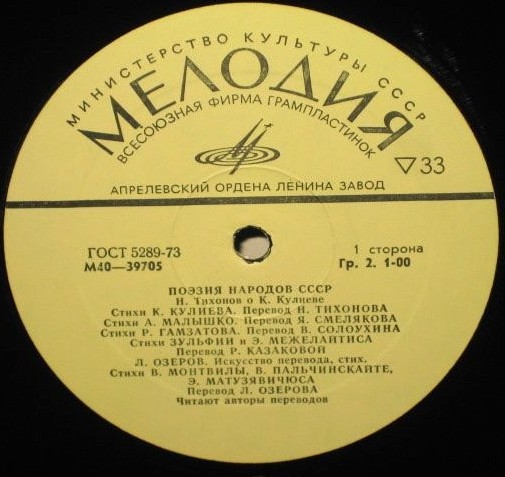 МИНИСТЕРСТВО КУЛЬТУРЫ СССР
МЕЛОДИЯ
ВСЕСОЮЗНАЯ ФИРМА ГРАМПЛАСТИНОК
▽33
АПРЕЛЕВСКИЙ ОРДЕНА ЛЕНИНА ЗАВОД
ГОСТ 5289-73
М40—39705
1 сторона
Гр. 2. 1-00
ПОЭЗИЯ НАРОДОВ СССР
Н. Тихонов о К. Кулиеве
Стихи К. КУЛИЕВА. Перевод Н. ТИХОНОВА
Стихи А. МАЛЫШКО. Перевод Я. СМЕЛЯКОВА
Стихи Р. ГАМЗАТОВА. Перевод В. СОЛОУХИНА
Стихи ЗУЛЬФИИ и Э. МЕЖЕЛАЙТИСА
Перевод Р. КАЗАКОВОЙ
Л. ОЗЕРОВ. Искусство перевода, стих.
Стихи В. МОНТВИЛЫ, В. ПАЛЬЧИНСКАЙТЕ,
Э. МАТУЗЯВИЧЮСА
Перевод Л. ОЗЕРОВА
Читают авторы переводов